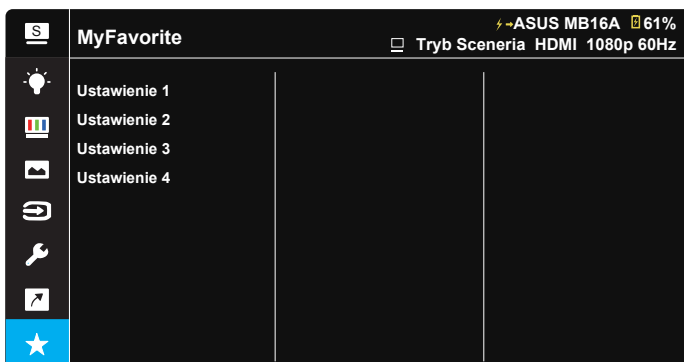 S
MyFavorite
ASUS MB16A 61%
Tryb Sceneria HDMI 1080p 60Hz
Ustawienie 1
Ustawienie 2
Ustawienie 3
Ustawienie 4